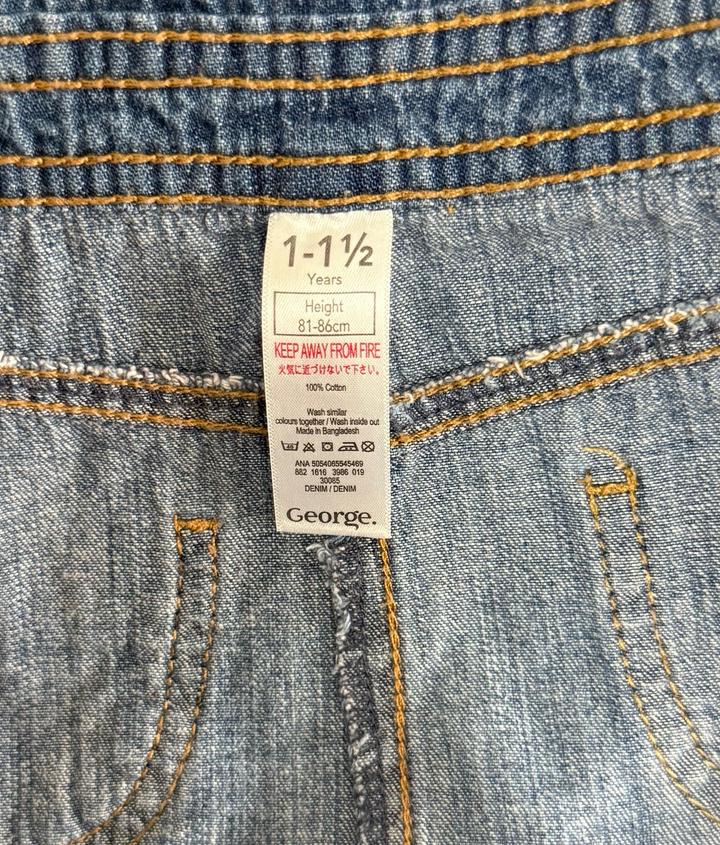 1-1½
Years
Height
81-86cm
KEEP AWAY FROM FIRE
火気に近づけないで下さい。
100% Cotton
Wash similar
colours together / Wash inside out
Made in Bangladesh
ANA 5054065545469
882 1616 3986 019
30085
DENIM / DENIM
George.